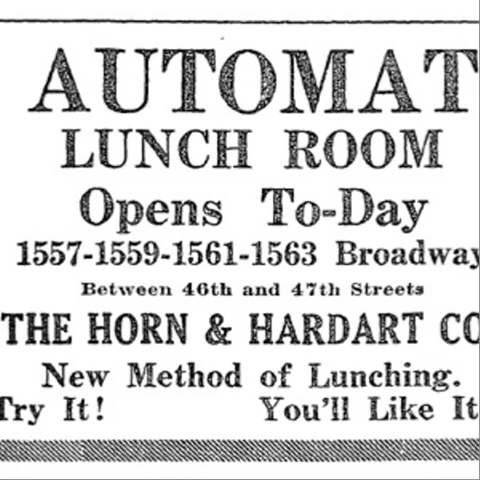 AUTOMAT
LUNCH ROOM
Opens To-Day
1557-1559-1561-1563 Broadway
Between 46th and 47th Streets
THE HORN & HARDART CO
New Method of Lunching.
Try It! You'll Like It